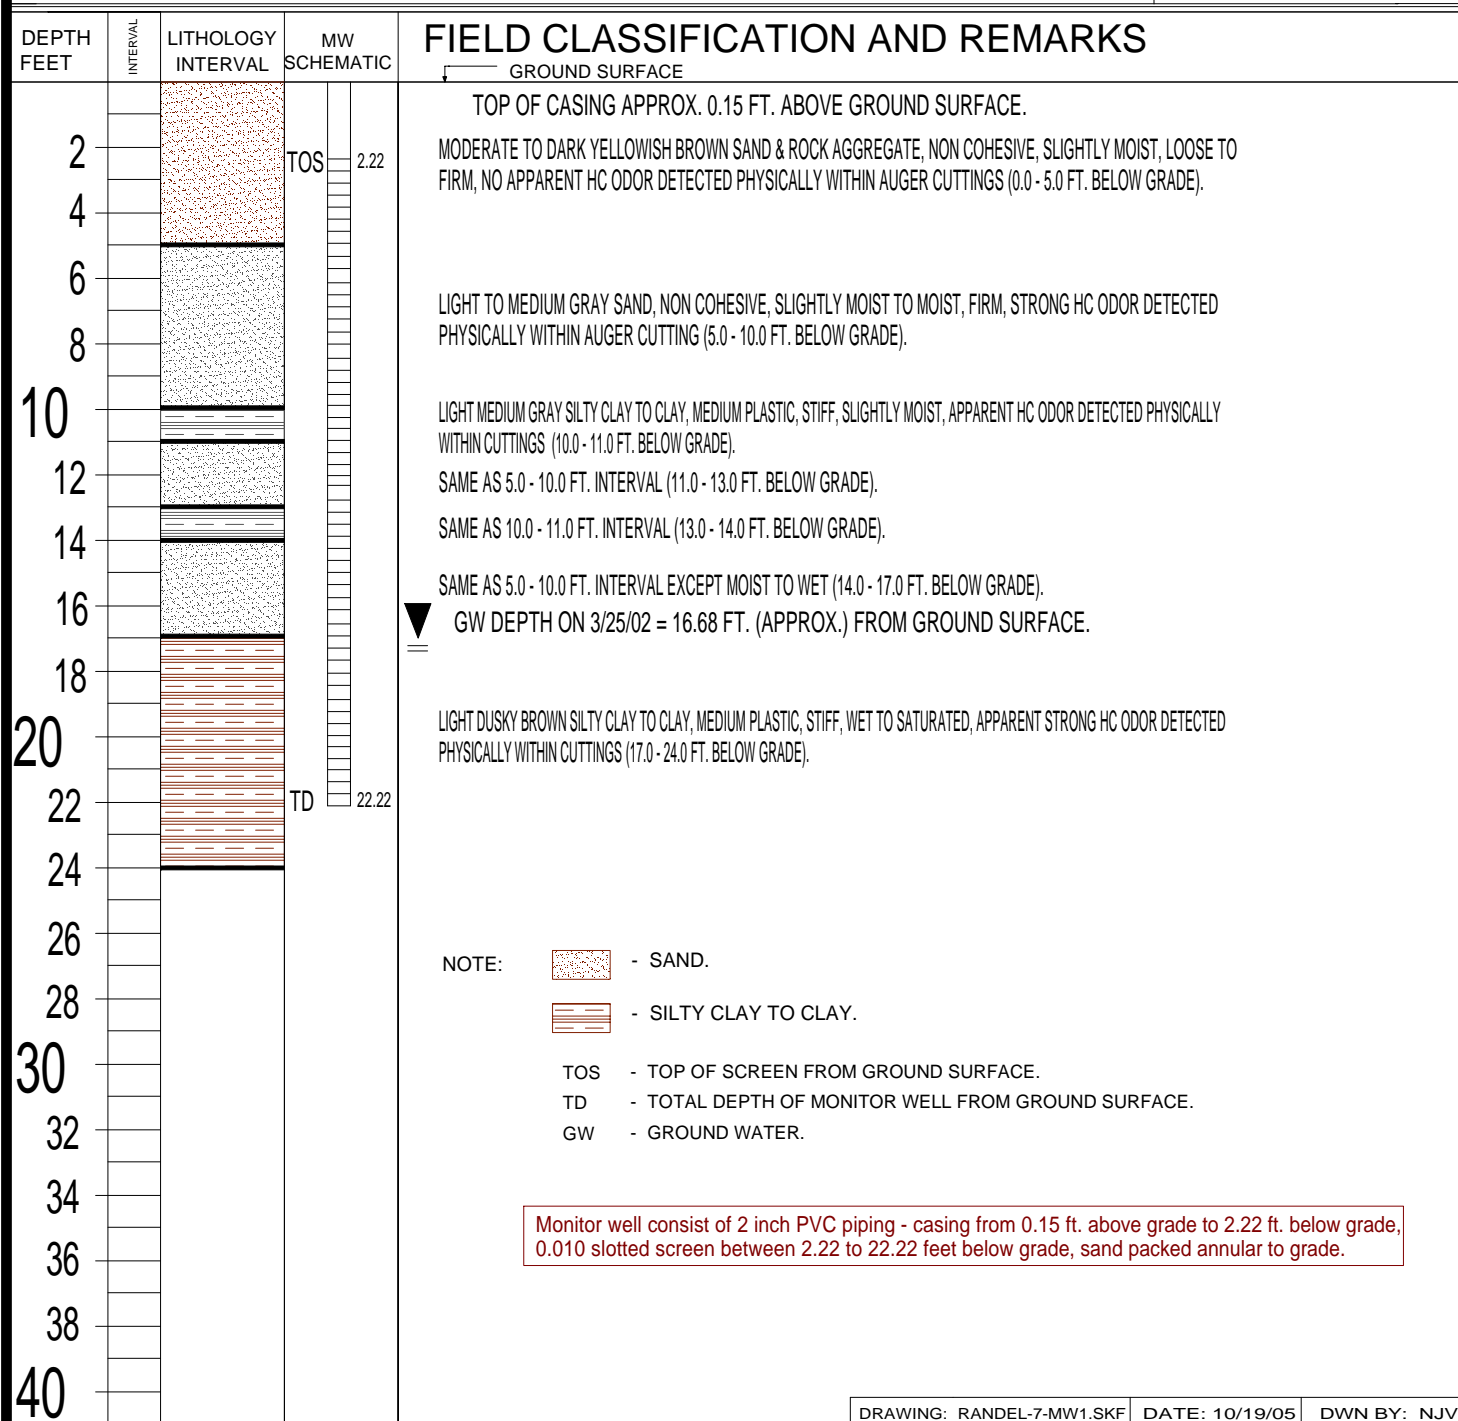 DEPTH FEET
INTERVAL
LITHOLOGY INTERVAL
MW SCHEMATIC
FIELD CLASSIFICATION AND REMARKS
GROUND SURFACE
TOP OF CASING APPROX. 0.15 FT. ABOVE GROUND SURFACE.
2
TOS
2.22
MODERATE TO DARK YELLOWISH BROWN SAND & ROCK AGGREGATE, NON COHESIVE, SLIGHTLY MOIST, LOOSE TO
FIRM, NO APPARENT HC ODOR DETECTED PHYSICALLY WITHIN AUGER CUTTINGS (0.0 - 5.0 FT. BELOW GRADE).
4
6
LIGHT TO MEDIUM GRAY SAND, NON COHESIVE, SLIGHTLY MOIST TO MOIST, FIRM, STRONG HC ODOR DETECTED
PHYSICALLY WITHIN AUGER CUTTING (5.0 - 10.0 FT. BELOW GRADE).
8
10
LIGHT MEDIUM GRAY SILTY CLAY TO CLAY, MEDIUM PLASTIC, STIFF, SLIGHTLY MOIST, APPARENT HC ODOR DETECTED PHYSICALLY
WITHIN CUTTINGS (10.0 - 11.0 FT. BELOW GRADE).
12
SAME AS 5.0 - 10.0 FT. INTERVAL (11.0 - 13.0 FT. BELOW GRADE).
SAME AS 10.0 - 11.0 FT. INTERVAL (13.0 - 14.0 FT. BELOW GRADE).
14
SAME AS 5.0 - 10.0 FT. INTERVAL EXCEPT MOIST TO WET (14.0 - 17.0 FT. BELOW GRADE).
16
GW DEPTH ON 3/25/02 = 16.68 FT. (APPROX.) FROM GROUND SURFACE.
18
LIGHT DUSKY BROWN SILTY CLAY TO CLAY, MEDIUM PLASTIC, STIFF, WET TO SATURATED, APPARENT STRONG HC ODOR DETECTED
PHYSICALLY WITHIN CUTTINGS (17.0 - 24.0 FT. BELOW GRADE).
20
22
TD
22.22
24
26
NOTE:
- SAND.
28
- SILTY CLAY TO CLAY.
30
TOS - TOP OF SCREEN FROM GROUND SURFACE.
TD - TOTAL DEPTH OF MONITOR WELL FROM GROUND SURFACE.
GW - GROUND WATER.
32
34
Monitor well consist of 2 inch PVC piping - casing from 0.15 ft. above grade to 2.22 ft. below grade,
0.010 slotted screen between 2.22 to 22.22 feet below grade, sand packed annular to grade.
36
38
40
DRAWING: RANDEL-7-MW1.SKF
DATE: 10/19/05
DWN BY: NJV